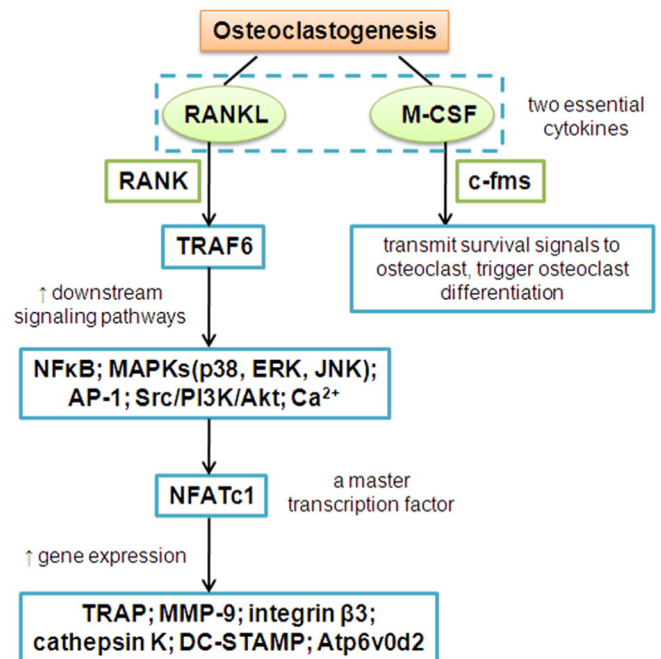 Osteoclastogenesis
RANKL
M-CSF
two essential
cytokines
RANK
c-fms
TRAF6
transmit survival signals to
osteoclast, trigger osteoclast
differentiation
↑ downstream
signaling pathways
NFκB; MAPKs(p38, ERK, JNK);
AP-1; Src/PI3K/Akt; Ca²⁺
NFATc1
a master
transcription factor
↑ gene expression
TRAP; MMP-9; integrin β3;
cathepsin K; DC-STAMP; Atp6v0d2